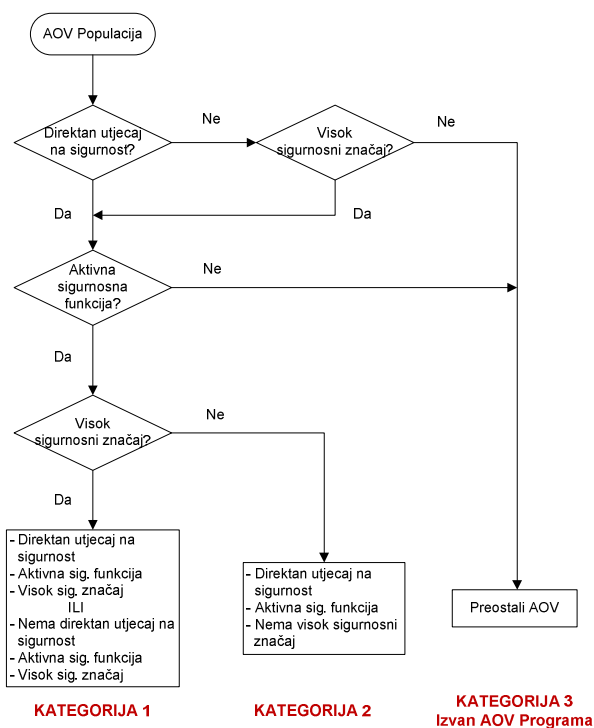 AOV Populacija
Direktan utjecaj
na sigurnost?
Ne
Visok
sigurnosni značaj?
Ne
Da
Da
Aktivna
sigurnosna
funkcija?
Ne
Da
Visok
sigurnosni značaj?
Ne
Da
- Direktan utjecaj na
sigurnost
- Aktivna sig. funkcija
- Visok sig. značaj
ILI
- Nema direktan utjecaj na
sigurnost
- Aktivna sig. funkcija
- Visok sig. značaj
- Direktan utjecaj na
sigurnost
- Aktivna sig. funkcija
- Nema visok sigurnosni
značaj
Preostali AOV
KATEGORIJA 1
KATEGORIJA 2
KATEGORIJA 3
Izvan AOV Programa